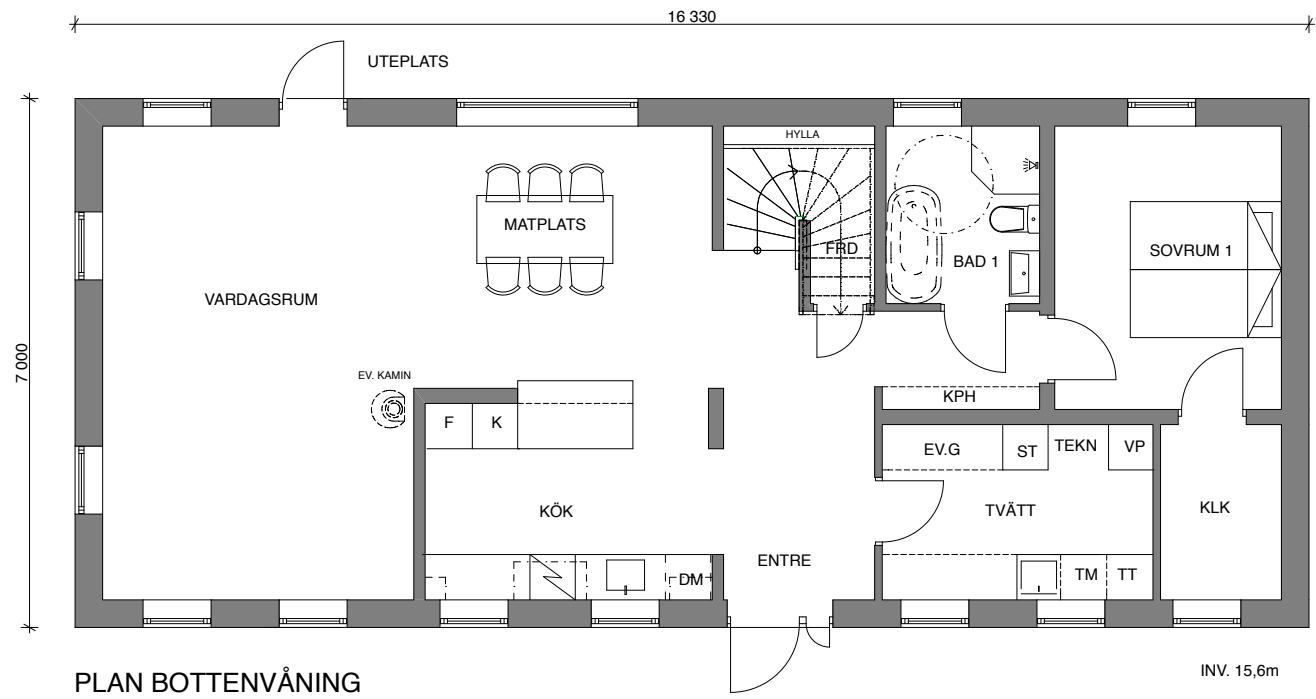 16 330
UTEPLATS
HYLLA
MATPLATS
FRD
BAD 1
SOVRUM 1
VARDAGSRUM
7 000
EV. KAMIN
KPH
F
K
EV.G
ST
TEKN
VP
KÖK
TVÄTT
KLK
ENTRE
DM
TM
TT
PLAN BOTTENVÅNING
INV. 15,6m